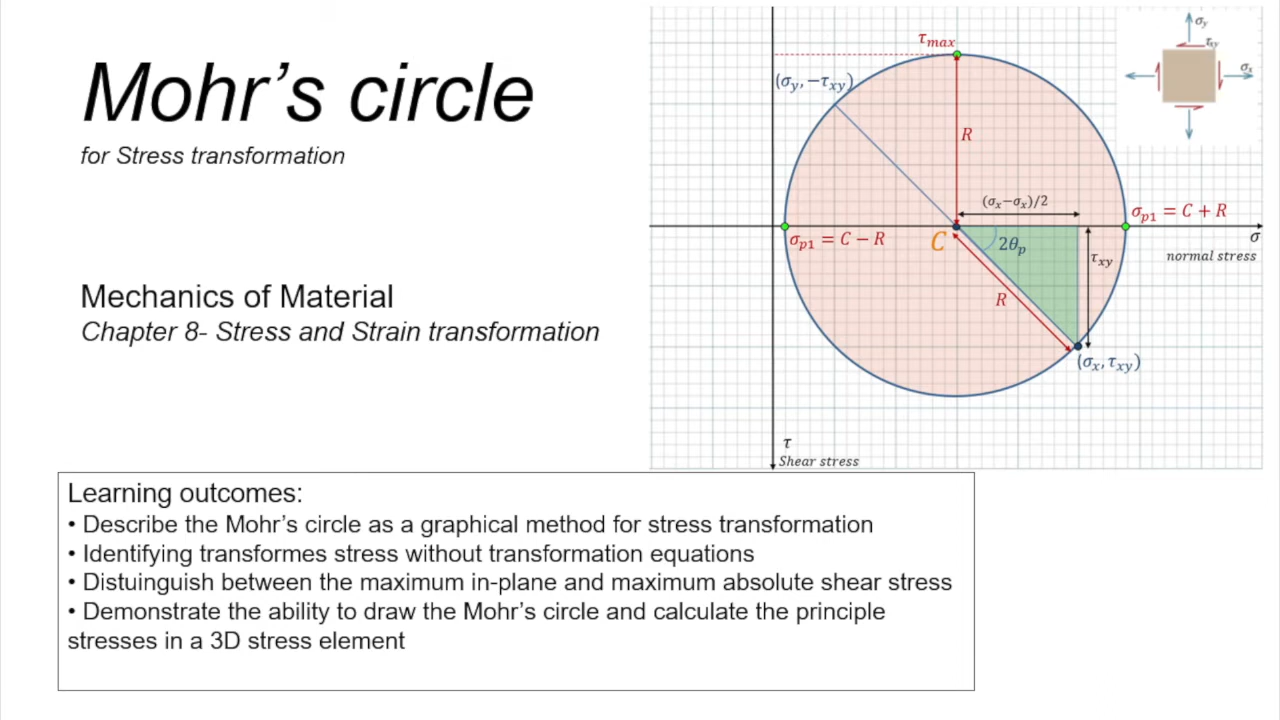 Mohr's circle
for Stress transformation
Mechanics of Material
Chapter 8- Stress and Strain transformation
τmax
(σy, −τxy)
R
(σx−σx)/2
σp1 = C + R
σp1 = C − R
C
2θp
τxy
R
σ
normal stress
(σx, τxy)
τ
Shear stress
σy
τxy
σx
Learning outcomes:
• Describe the Mohr's circle as a graphical method for stress transformation
• Identifying transformes stress without transformation equations
• Distuinguish between the maximum in-plane and maximum absolute shear stress
• Demonstrate the ability to draw the Mohr's circle and calculate the principle
stresses in a 3D stress element